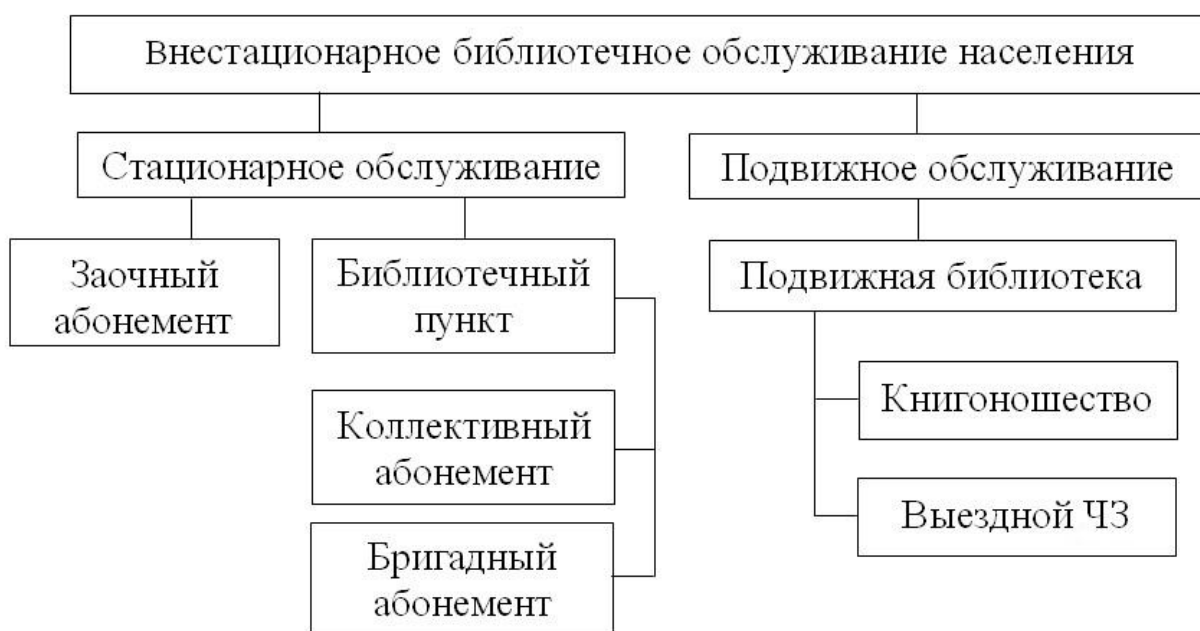 Внестационарное библиотечное обслуживание населения
Стационарное обслуживание
Подвижное обслуживание
Заочный
абонемент
Библиотечный
пункт
Подвижная библиотека
Коллективный
абонемент
Книгоношество
Бригадный
абонемент
Выездной ЧЗ